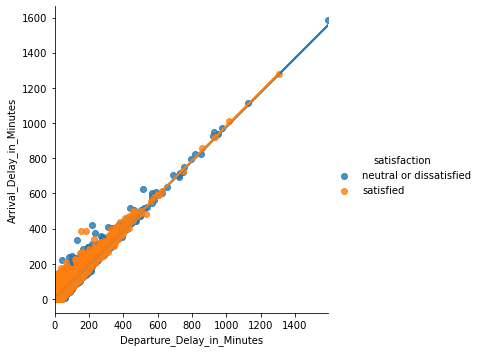 1600
1400
1200
1000
800
600
400
200
0
Arrival_Delay_in_Minutes
0 200 400 600 800 1000 1200 1400
Departure_Delay_in_Minutes
satisfaction
neutral or dissatisfied
satisfied